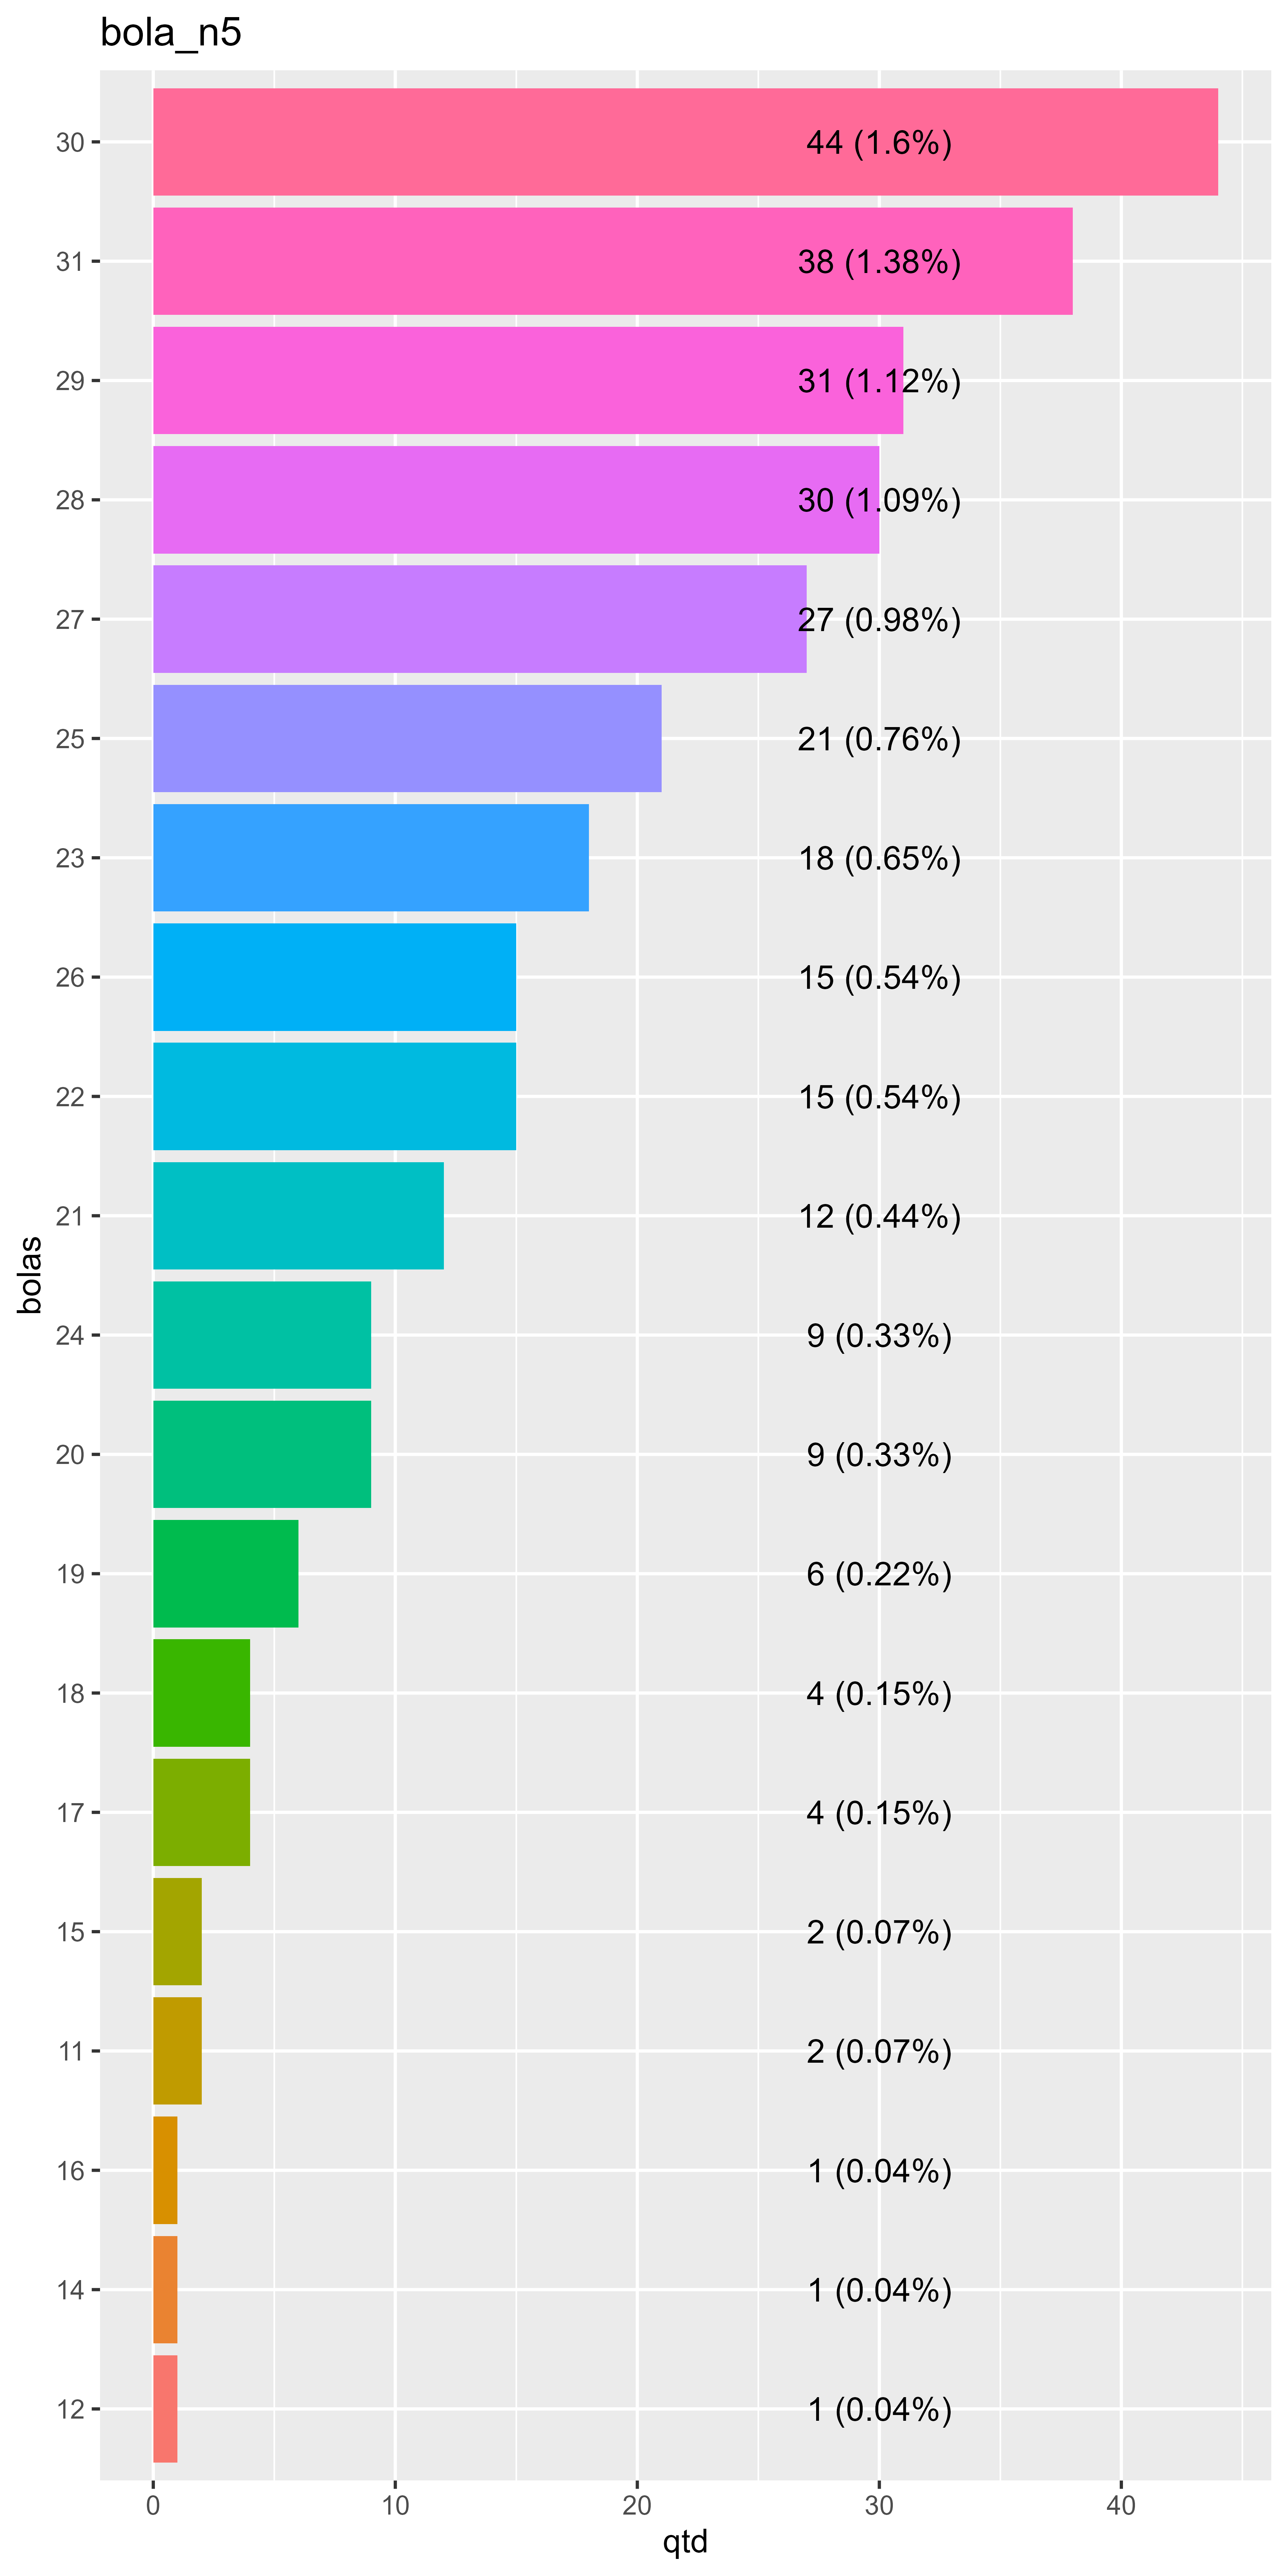 bola_n5
30 44 (1.6%)
31 38 (1.38%)
29 31 (1.12%)
28 30 (1.09%)
27 27 (0.98%)
25 21 (0.76%)
23 18 (0.65%)
26 15 (0.54%)
22 15 (0.54%)
21 12 (0.44%)
bolas
24 9 (0.33%)
20 9 (0.33%)
19 6 (0.22%)
18 4 (0.15%)
17 4 (0.15%)
15 2 (0.07%)
11 2 (0.07%)
16 1 (0.04%)
14 1 (0.04%)
12 1 (0.04%)
0 10 20 30 40
qtd